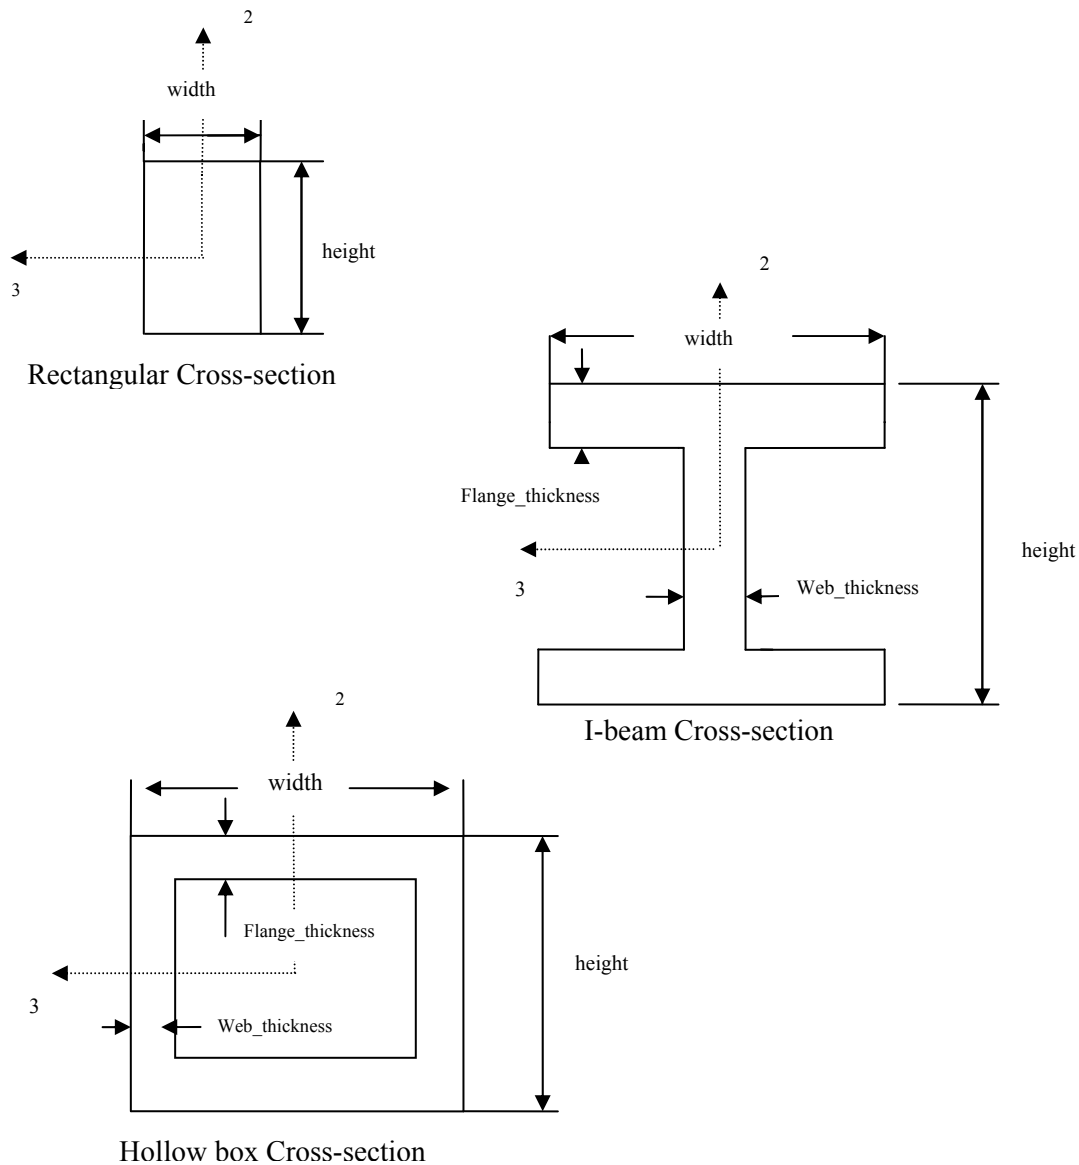 2
width
height
3
Rectangular Cross-section
2
width
Flange_thickness
height
3
Web_thickness
I-beam Cross-section
2
width
Flange_thickness
height
3
Web_thickness
Hollow box Cross-section